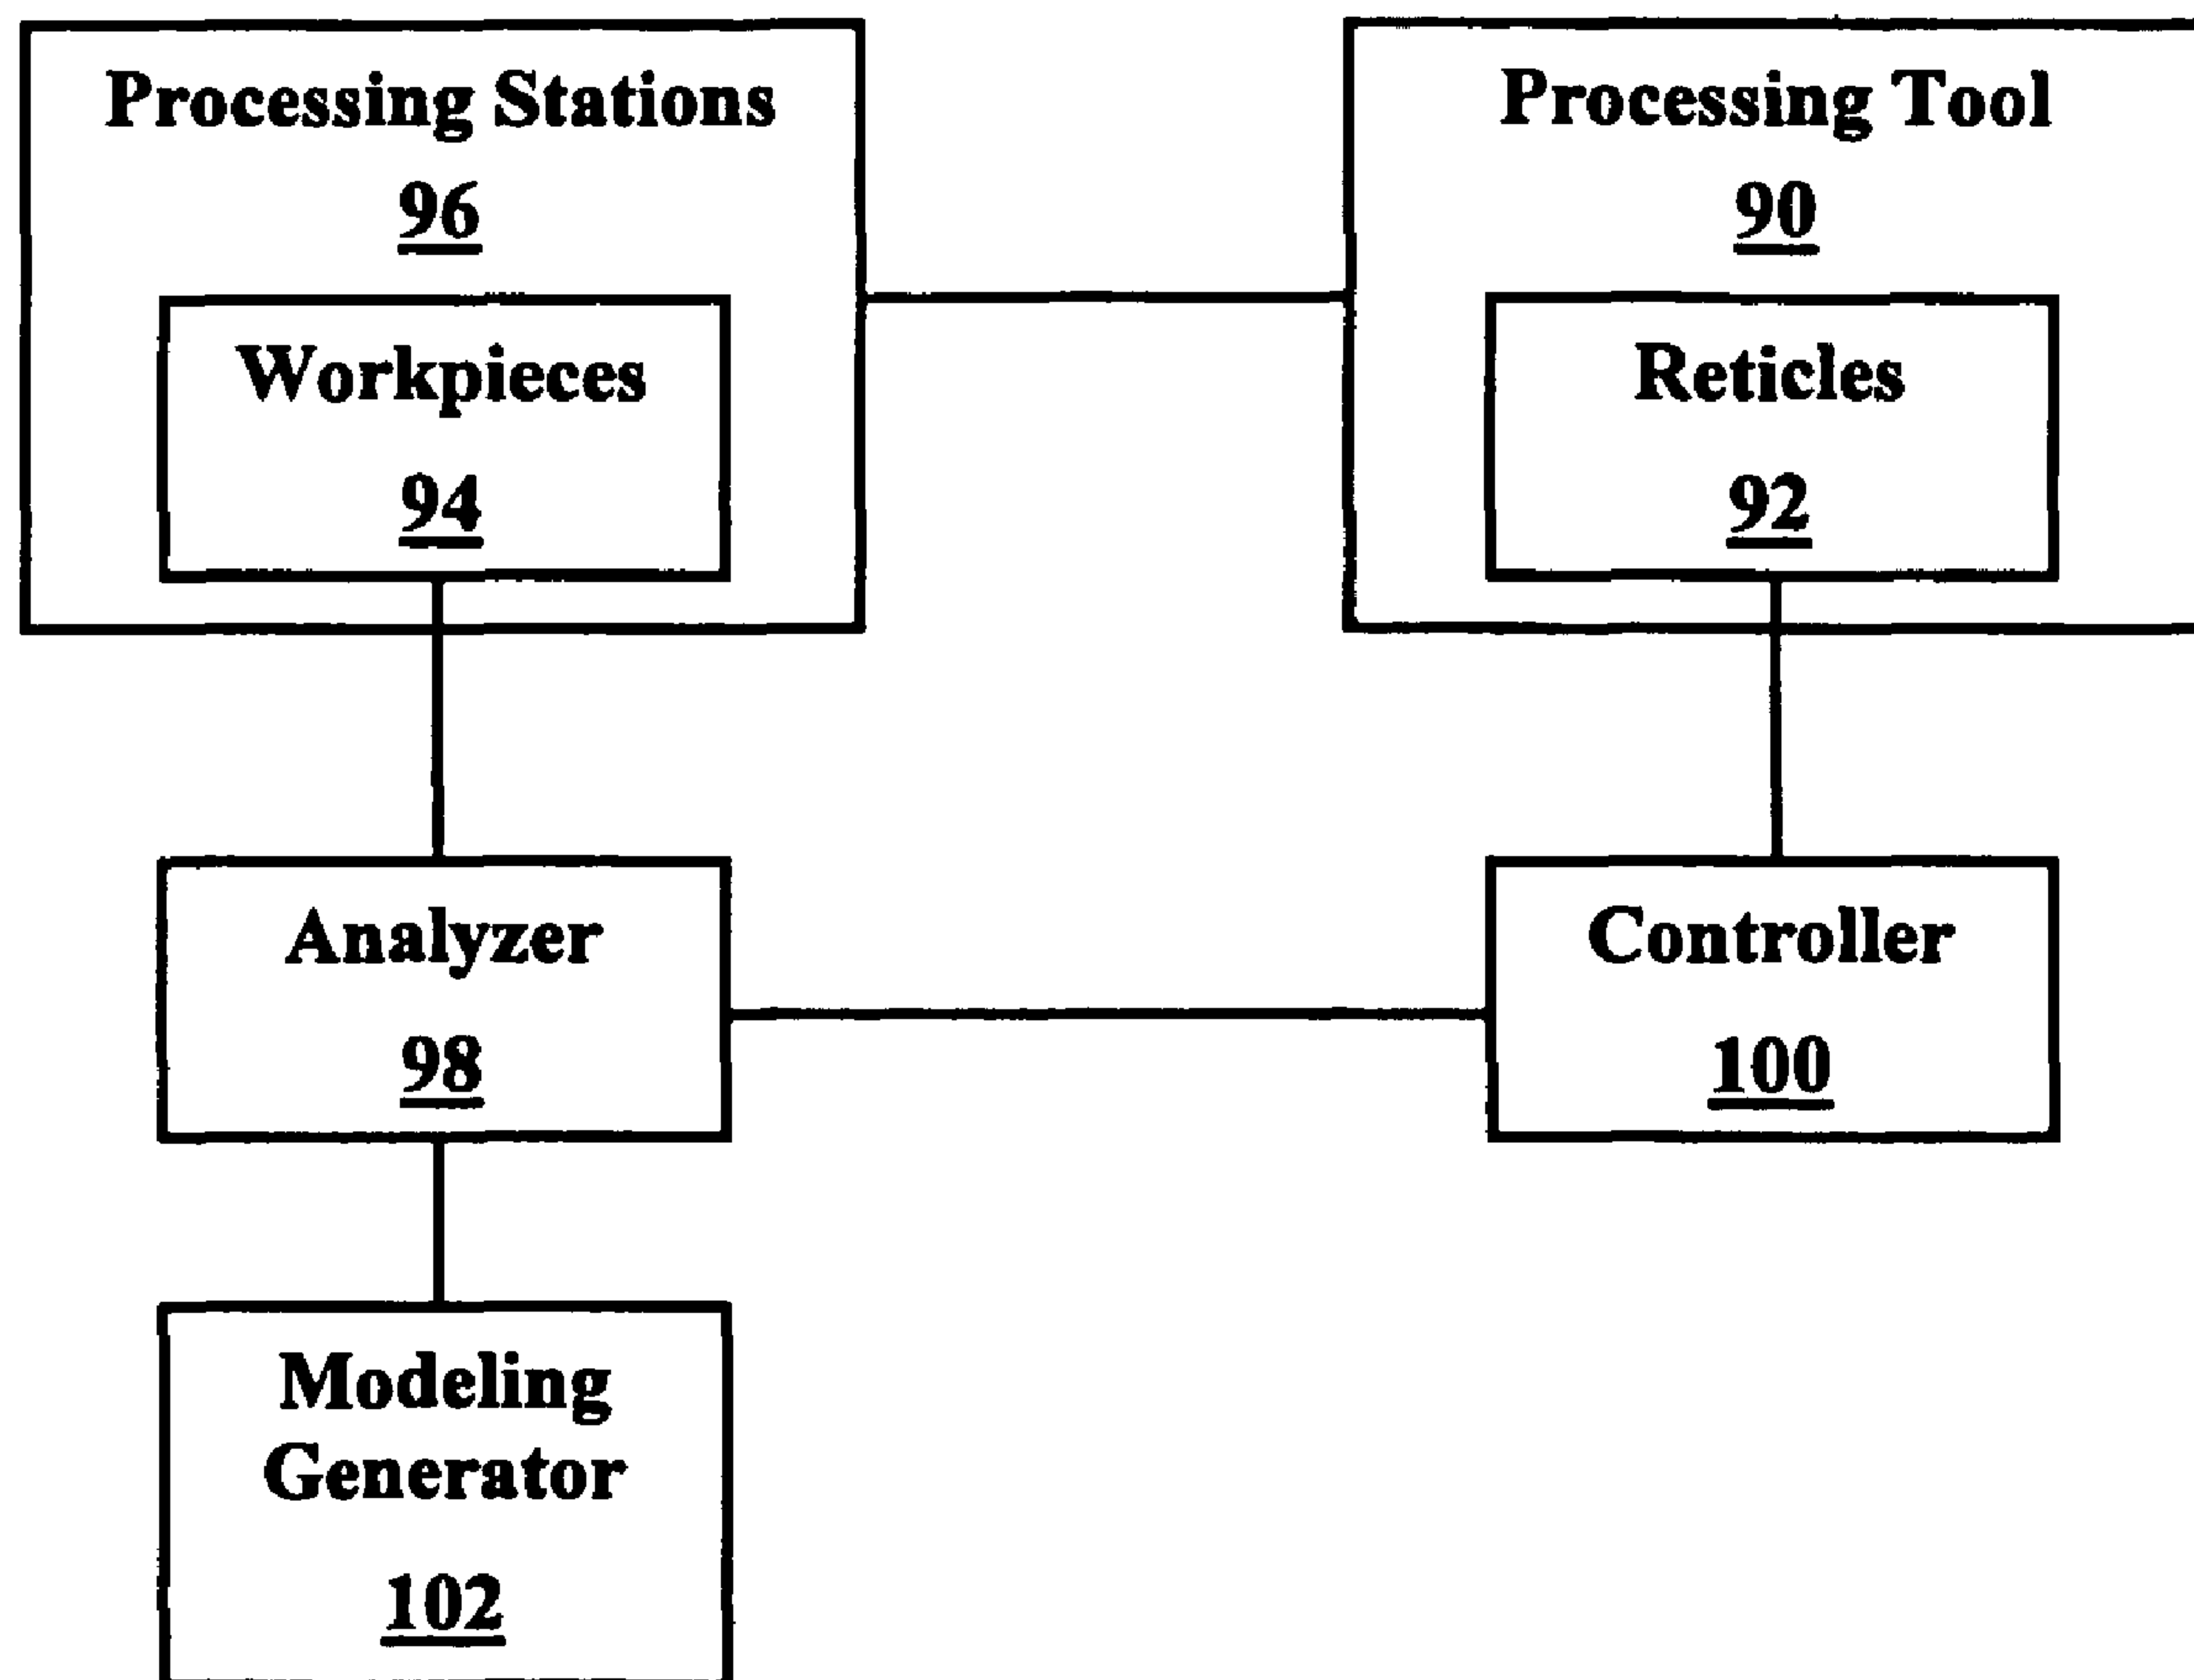 Processing Stations
96
Workpieces
94
Processing Tool
90
Reticles
92
Analyzer
98
Controller
100
Modeling
Generator
102